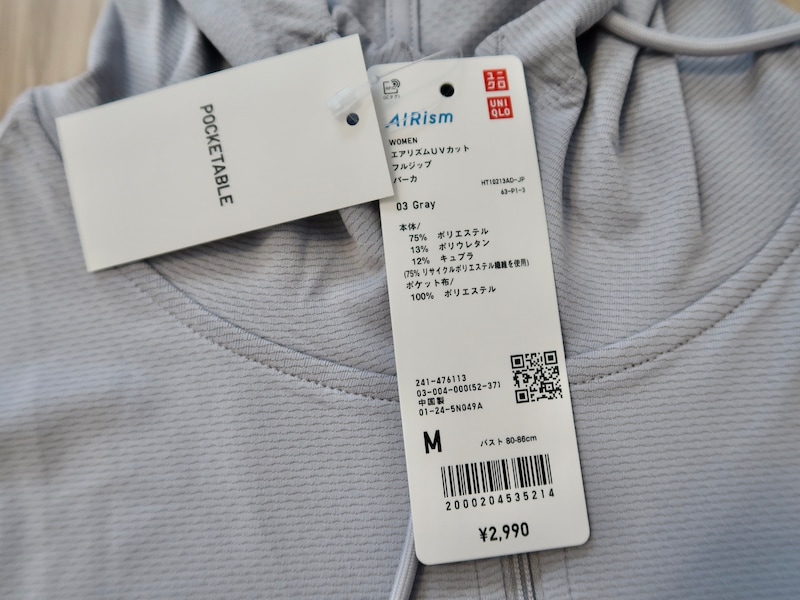 POCKETABLE
ユニ
クロ
UNI
QLO
AIRism
WOMEN
エアリズムUVカット
フルジップ
パーカ
HT10213AD-JP
63-P1-3
03 Gray
本体/
75% ポリエステル
13% ポリウレタン
12% キュプラ
(75% リサイクルポリエステル繊維を使用)
ポケット布/
100% ポリエステル
241-476113
03-004-000(52-37)
中国製
01-24-5N049A
M バスト 80-86cm
2000204535214
¥2,990